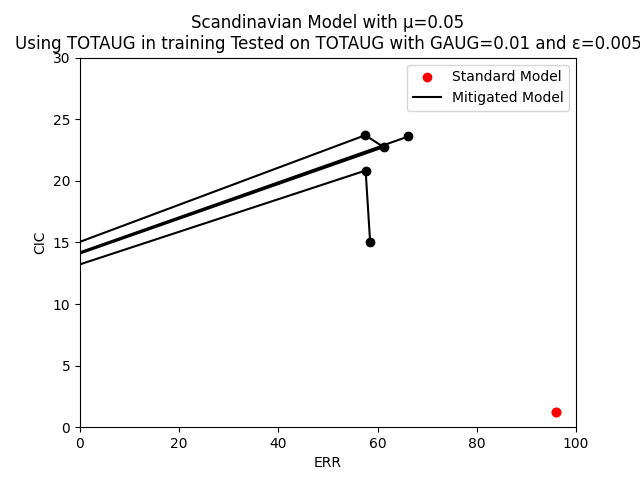 Scandinavian Model with μ=0.05
Using TOTAUG in training Tested on TOTAUG with GAUG=0.01 and ε=0.005
30
25
20
15
10
5
0
CIC
Standard Model
Mitigated Model
0 20 40 60 80 100
ERR